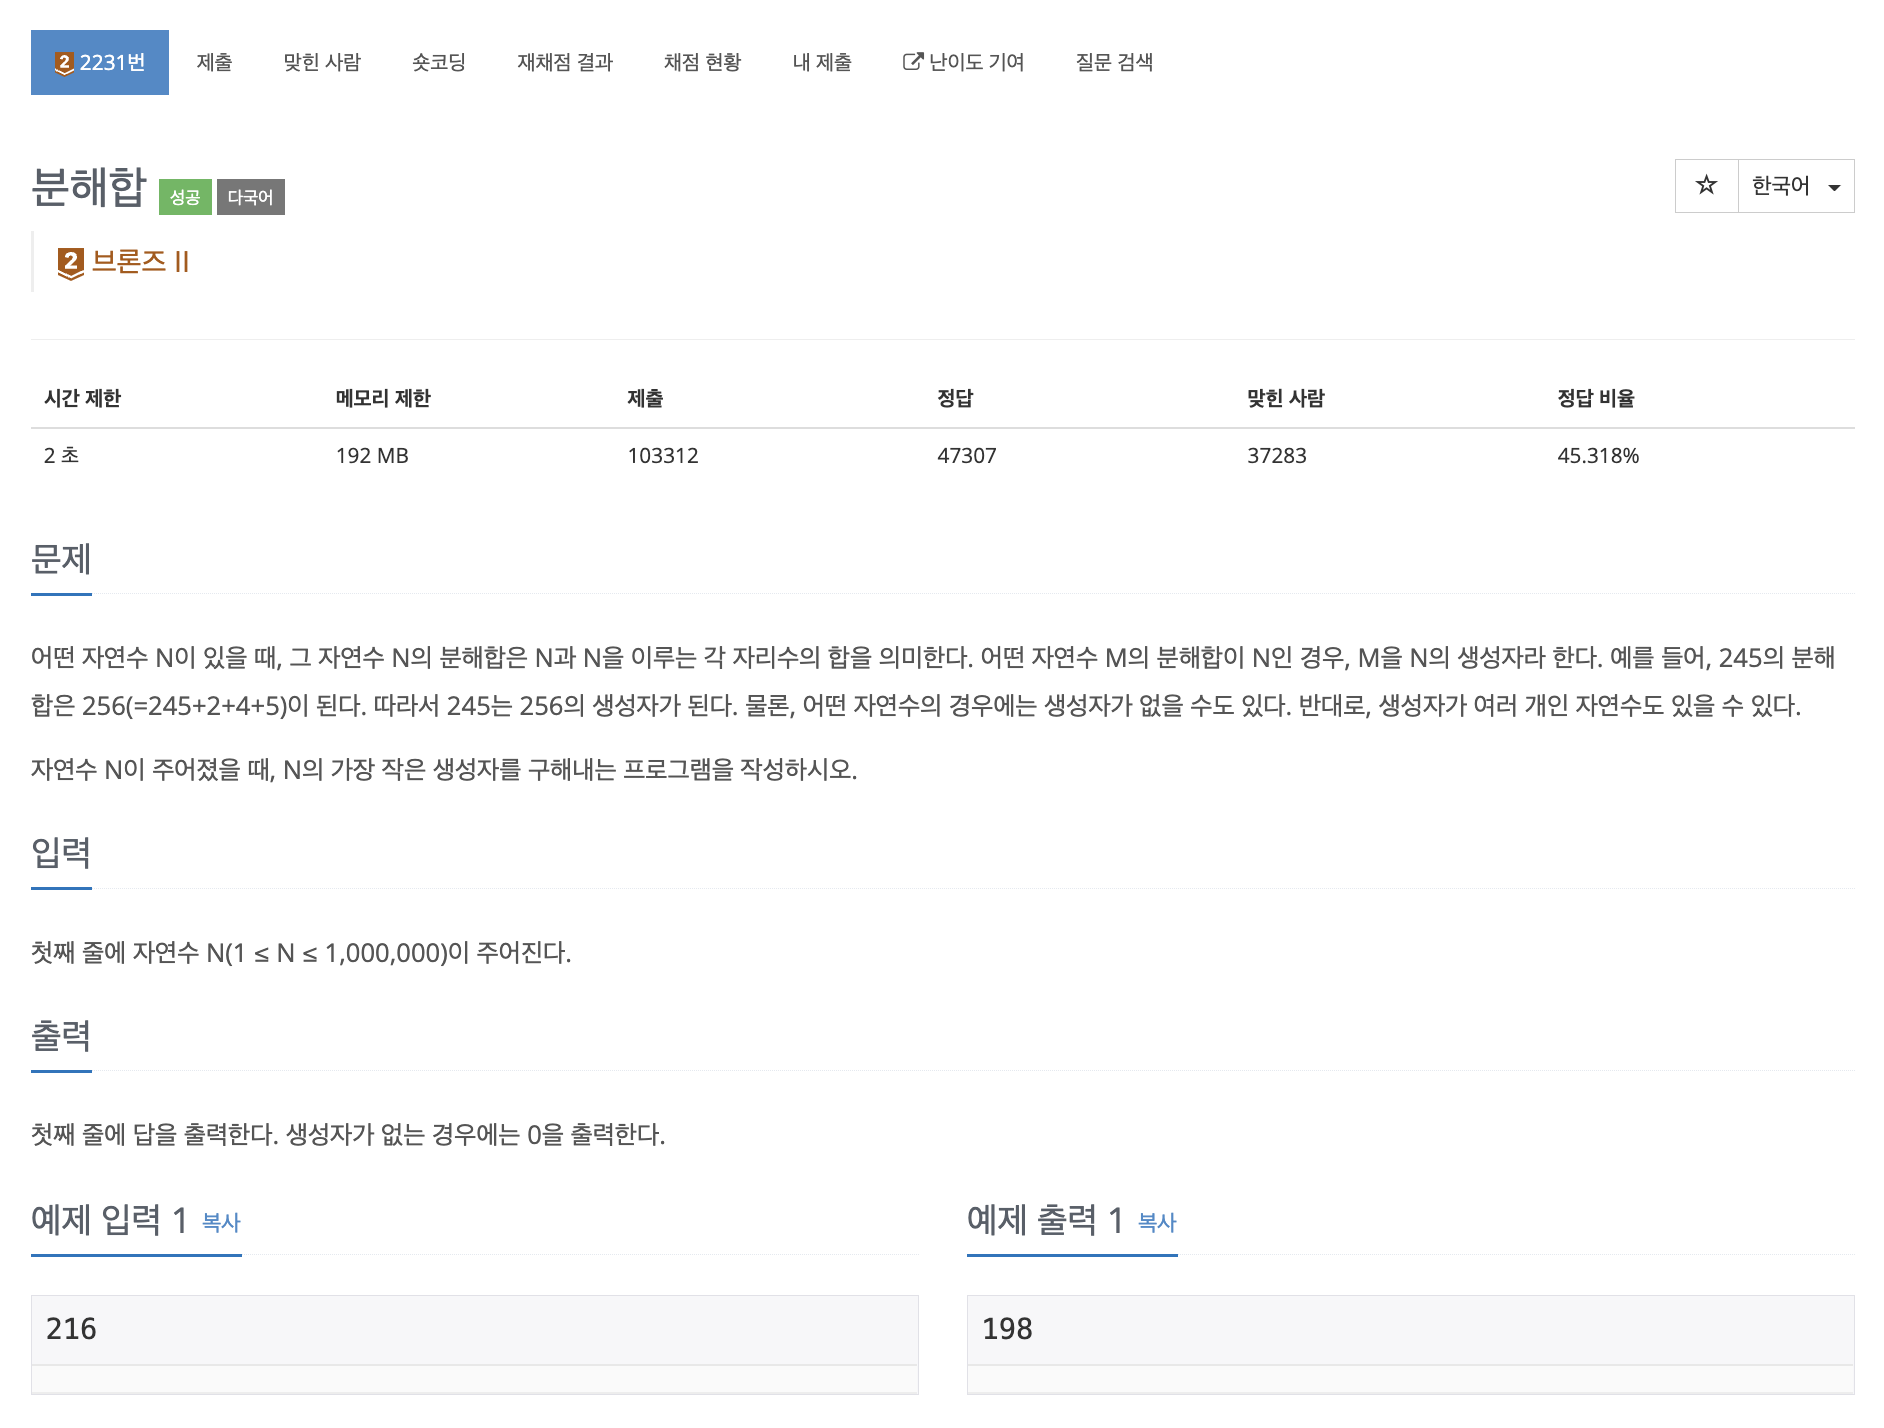 2 2231번 제출 맞힌 사람 숏코딩 재채점 결과 채점 현황 내 제출 난이도 기여 질문 검색
분해합 성공 다국어 ☆ 한국어
2 브론즈 II
시간 제한 메모리 제한 제출 정답 맞힌 사람 정답 비율
2 초 192 MB 103312 47307 37283 45.318%
문제
어떤 자연수 N이 있을 때, 그 자연수 N의 분해합은 N과 N을 이루는 각 자리수의 합을 의미한다. 어떤 자연수 M의 분해합이 N인 경우, M을 N의 생성자라 한다. 예를 들어, 245의 분해
합은 256(=245+2+4+5)이 된다. 따라서 245는 256의 생성자가 된다. 물론, 어떤 자연수의 경우에는 생성자가 없을 수도 있다. 반대로, 생성자가 여러 개인 자연수도 있을 수 있다.
자연수 N이 주어졌을 때, N의 가장 작은 생성자를 구해내는 프로그램을 작성하시오.
입력
첫째 줄에 자연수 N(1 ≤ N ≤ 1,000,000)이 주어진다.
출력
첫째 줄에 답을 출력한다. 생성자가 없는 경우에는 0을 출력한다.
예제 입력 1 복사
216
예제 출력 1 복사
198